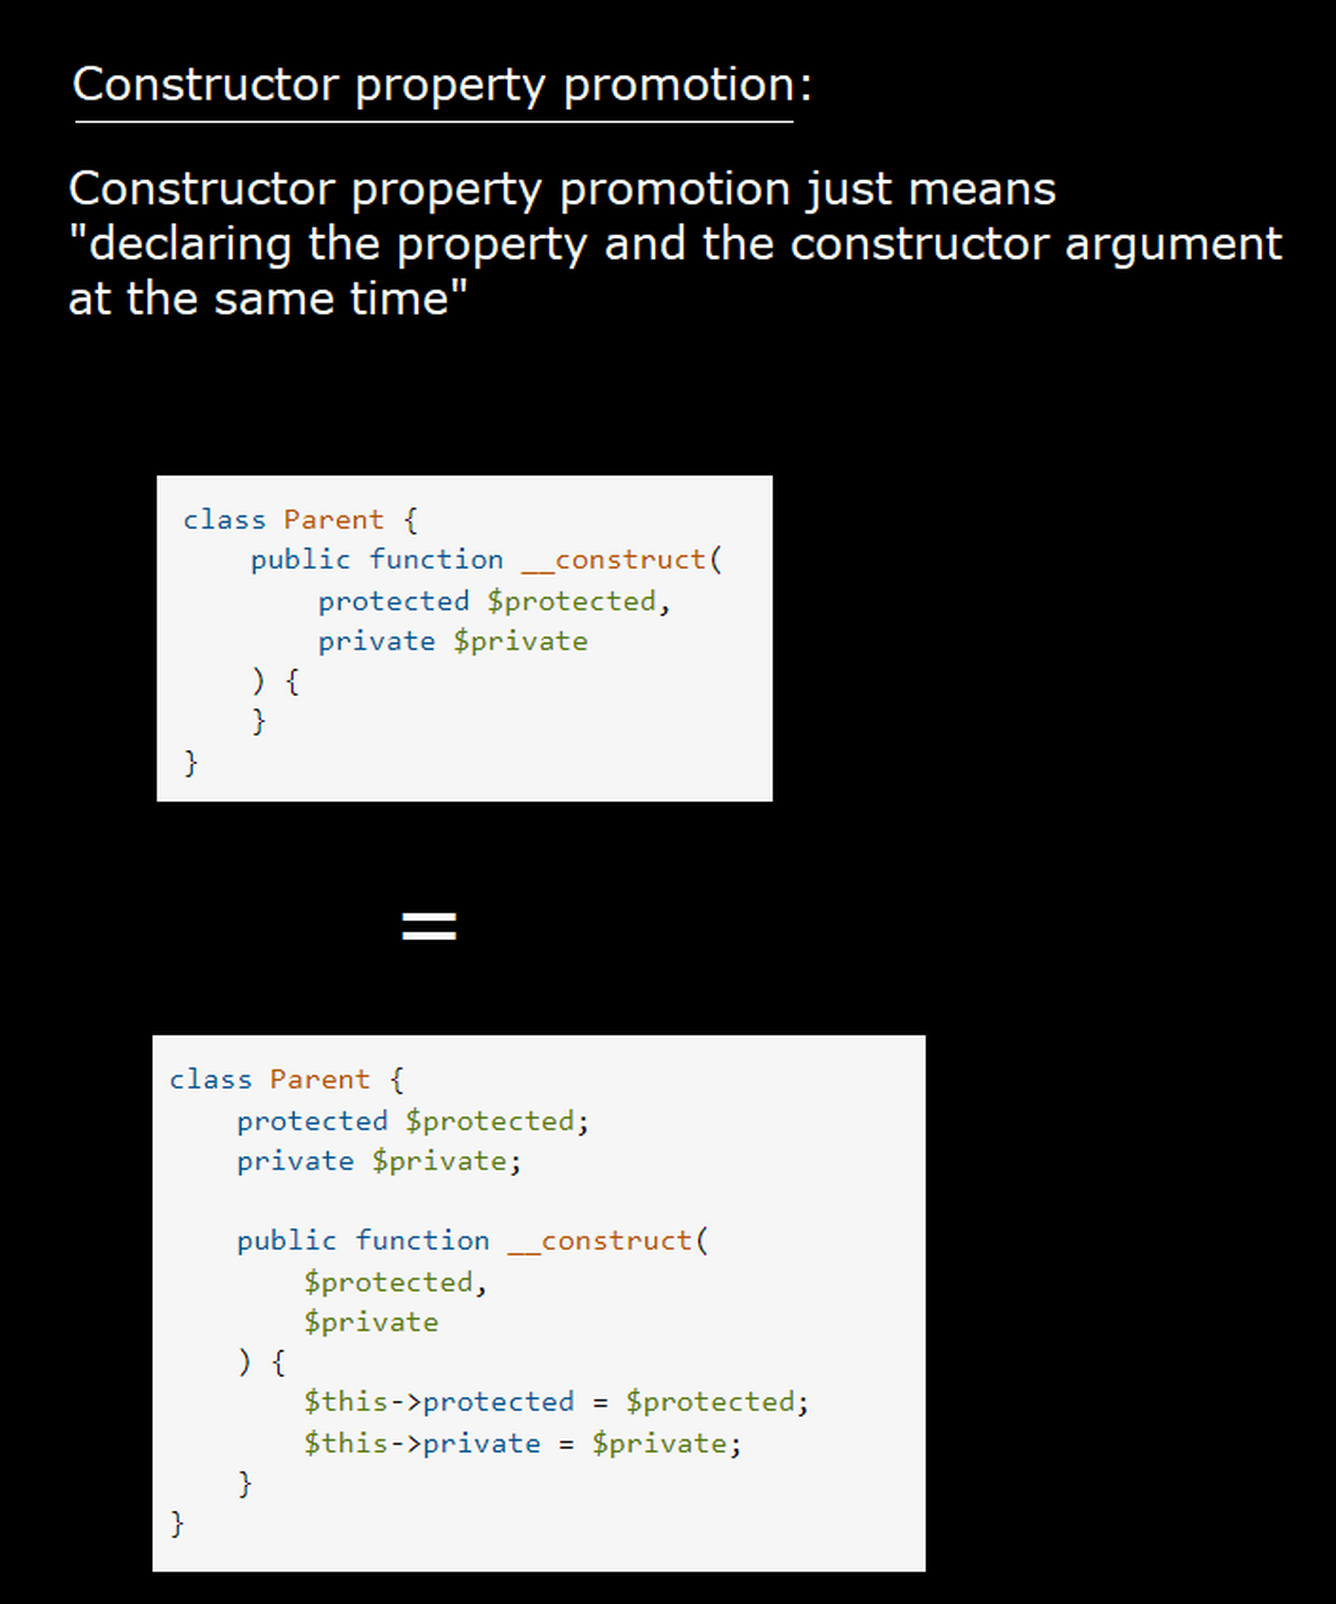 Constructor property promotion:
Constructor property promotion just means
"declaring the property and the constructor argument
at the same time"
class Parent {
    public function __construct(
        protected $protected,
        private $private
    ) {
    }
}
=
class Parent {
    protected $protected;
    private $private;

    public function __construct(
        $protected,
        $private
    ) {
        $this->protected = $protected;
        $this->private = $private;
    }
}